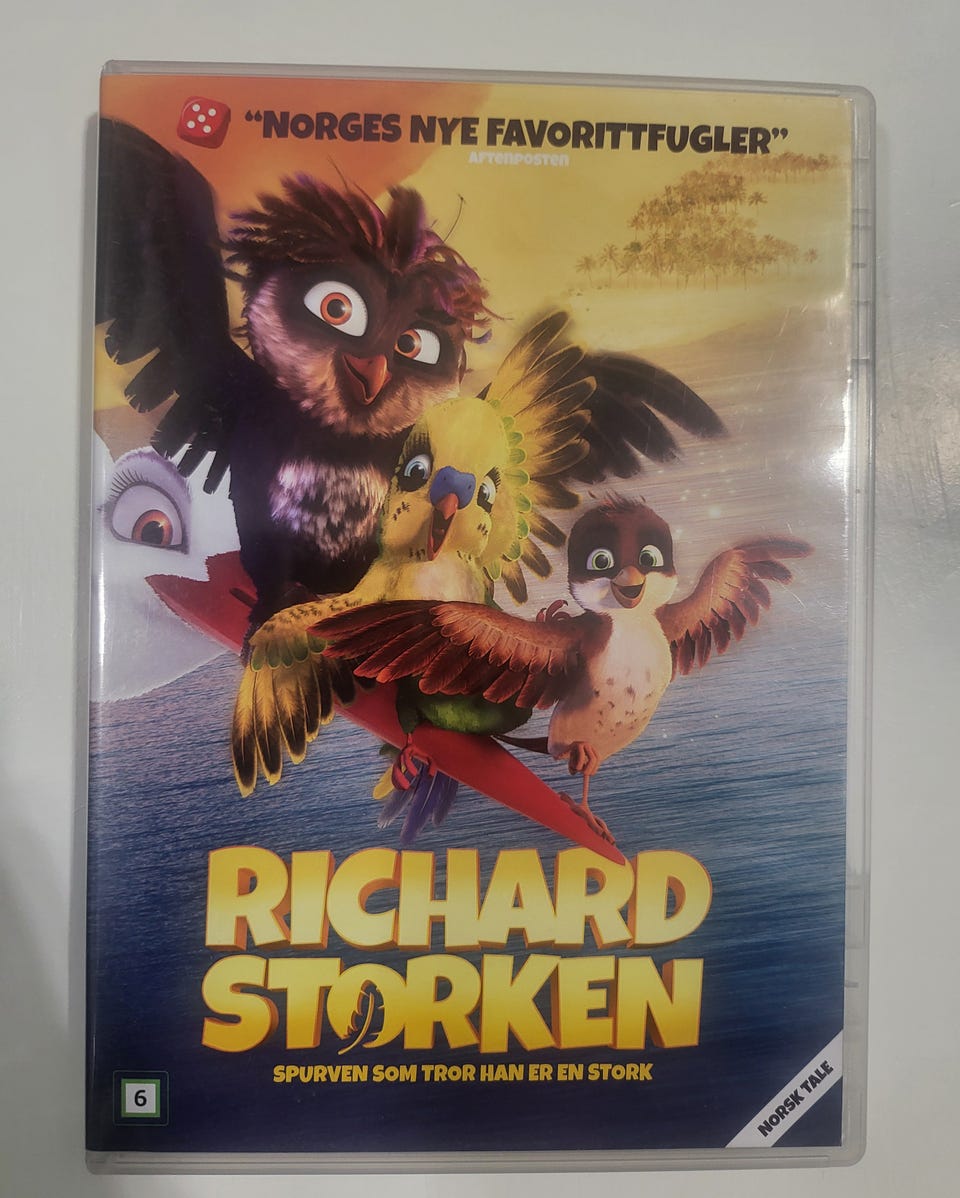 “NORGES NYE FAVORITTFUGLER”
AFTENPOSTEN
RICHARD
STORKEN
SPURVEN SOM TROR HAN ER EN STORK
6
NORSK TALE